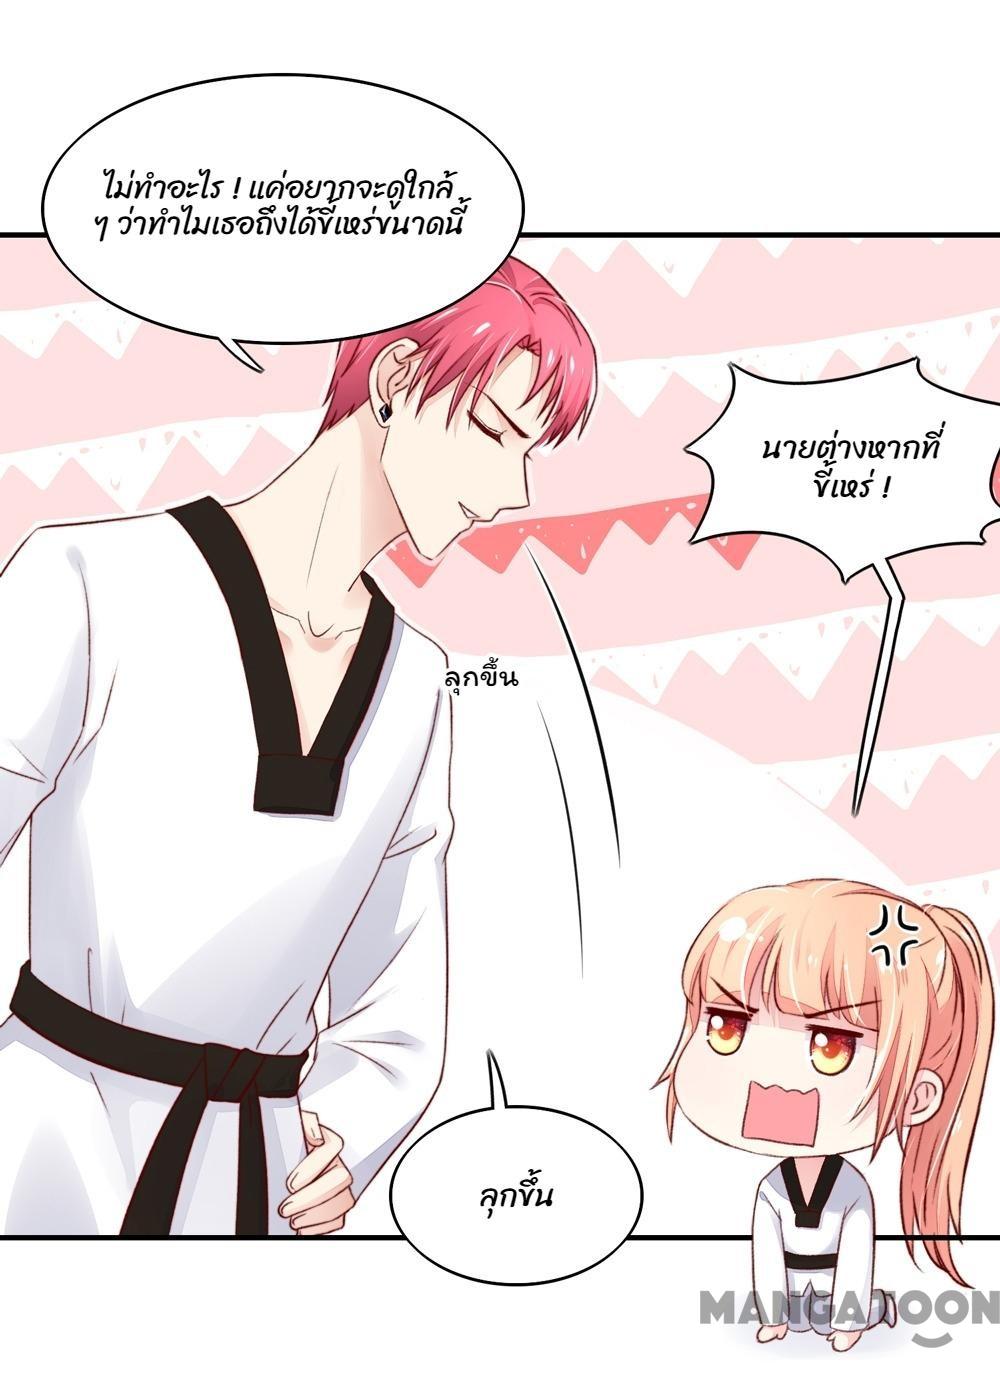 ไม่ทำอะไร ! แค่อยากจะดูใกล้
ๆ ว่าทำไมเธอถึงได้ขี้เหร่ขนาดนี้
นายต่างหากที่
ขี้เหร่ !
ลุกขึ้น
ลุกขึ้น
MANGATOON